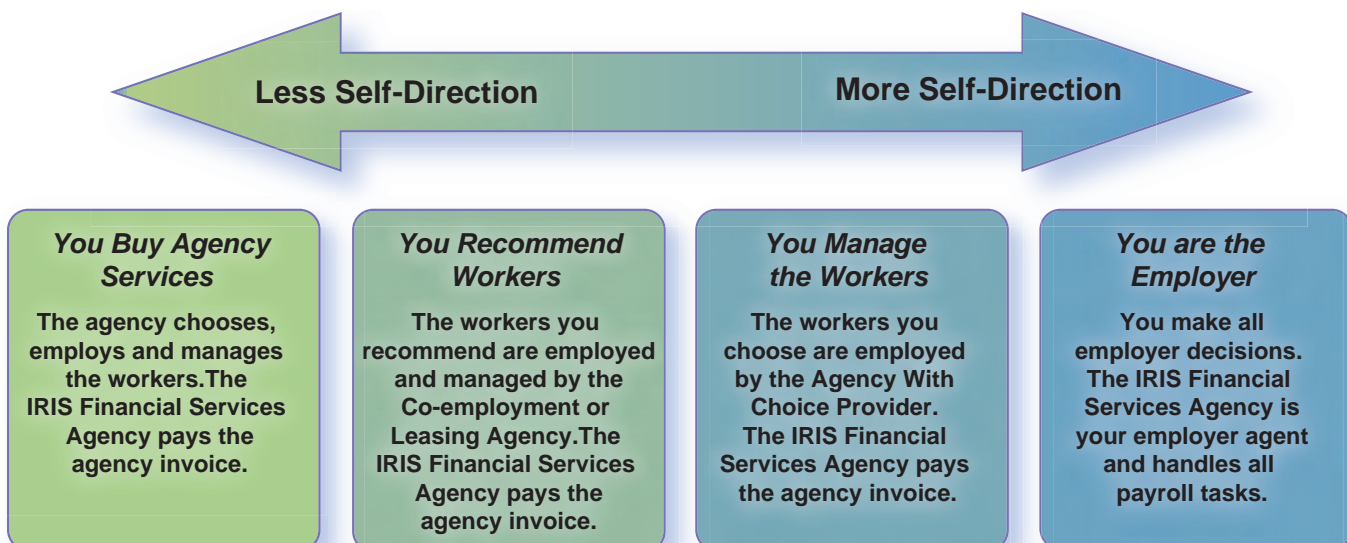 Less Self-Direction
More Self-Direction
You Buy Agency
Services
The agency chooses,
employs and manages
the workers.The
IRIS Financial Services
Agency pays the
agency invoice.
You Recommend
Workers
The workers you
recommend are employed
and managed by the
Co-employment or
Leasing Agency.The
IRIS Financial Services
Agency pays the
agency invoice.
You Manage
the Workers
The workers you
choose are employed
by the Agency With
Choice Provider.
The IRIS Financial
Services Agency pays
the agency invoice.
You are the
Employer
You make all
employer decisions.
The IRIS Financial
Services Agency is
your employer agent
and handles all
payroll tasks.